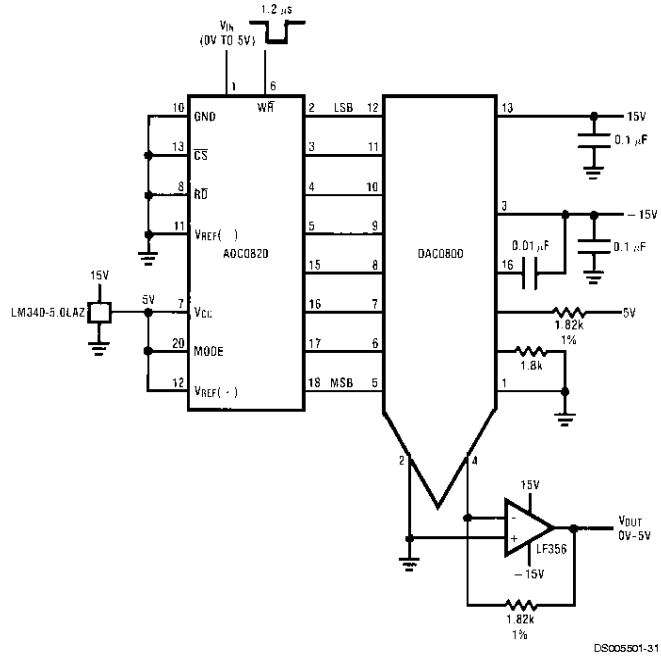 1.2 µs
VIN
(0V TO 5V)
1 6
WR
10 GND 2 LSB 12 13 15V
0.1 µF
13 CS 3 11
8 RD 4 10
3 -15V
11 VREF(-) 5 9
0.01 µF
0.1 µF
ADC0820 DAC0800
15 8 16
15V
LM340-5.0LAZ 5V 7 VCC 16 7 5V
1.82k
1%
20 MODE 17 6
1.8k
12 VREF( 18 MSB 5 1
2 4
15V
-
+
LF356
-15V
VOUT
0V-5V
1.82k
1%
DS005501-31